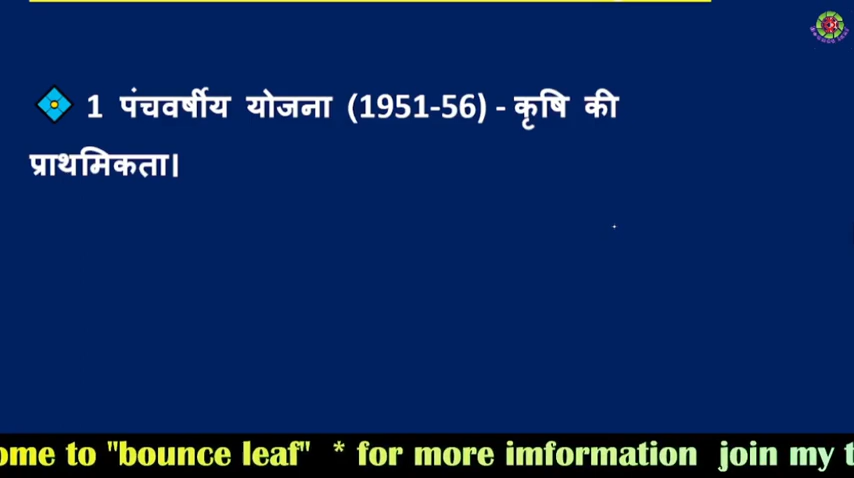 1 पंचवर्षीय योजना (1951-56) - कृषि की
प्राथमिकता।
ome to "bounce leaf" * for more imformation join my t